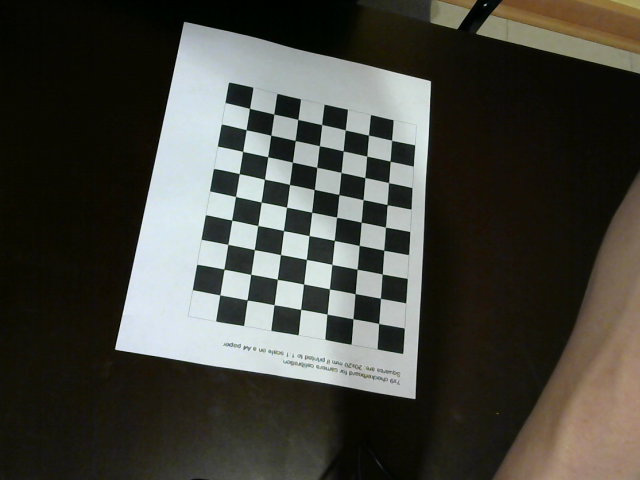 7x9 checkerboard for camera calibration.
Squares are: 20x20 mm if printed to 1:1 scale on a A4 paper